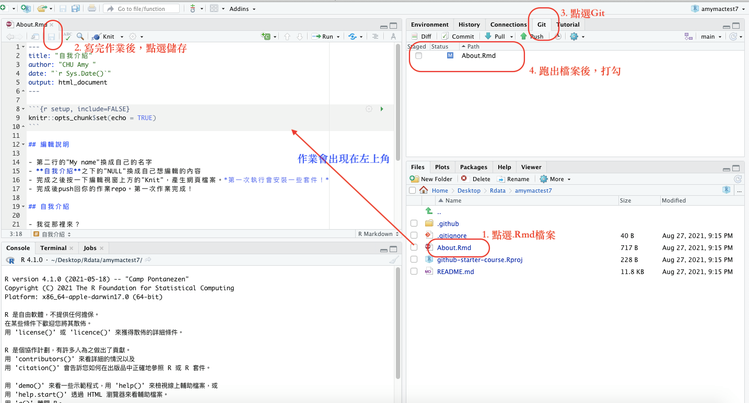 Go to file/function
Addins
amymactest7
3. 點選Git
About.Rmd
Knit
Run
2. 寫完作業後，點選儲存
1 ---
2 title: "自我介紹"
3 author: "CHU Amy "
4 date: "`r Sys.Date()`"
5 output: html_document
6 ---
7
8 ```{r setup, include=FALSE}
9 knitr::opts_chunk$set(echo = TRUE)
10 ```
11
12 ## 編輯說明
13
14 - 第二行的"My name"換成自己的名字
15 - **自我介紹**之下的"NULL"換成自己想編輯的內容
16 - 完成之後按一下編輯視窗上方的"Knit"，產生網頁檔案。*第一次執行會安裝一些套件！*
17 - 完成後push回你的作業repo，第一次作業完成！
18
19 ## 自我介紹
20
21 - 我從那裡來？
3:18
自我介紹
R Markdown
Environment History Connections Git Tutorial
Diff Commit Pull Push
main
Staged Status Path
M About.Rmd
4. 跑出檔案後，打勾
作業會出現在左上角
Files Plots Packages Help Viewer
New Folder Delete Rename More
Home Desktop Rdata amymactest7
Name Size Modified
..
1. 點選.Rmd檔案
.github
.gitignore 40 B Aug 27, 2021, 9:15 PM
About.Rmd 717 B Aug 27, 2021, 9:15 PM
github-starter-course.Rproj 228 B Aug 27, 2021, 9:15 PM
README.md 11.8 KB Aug 27, 2021, 9:15 PM
Console Terminal Jobs
R 4.1.0 · ~/Desktop/Rdata/amymactest7/
R version 4.1.0 (2021-05-18) -- "Camp Pontanezen"
Copyright (C) 2021 The R Foundation for Statistical Computing
Platform: x86_64-apple-darwin17.0 (64-bit)
R 是自由軟體，不提供任何擔保。
在某些條件下歡迎您將其散佈。
用 'license()' 或 'licence()' 來獲得散佈的詳細條件。
R 是個協作計劃，有許多人為之做出了貢獻。
用 'contributors()' 來看詳細的情況以及
用 'citation()' 會告訴您如何在出版品中正確地參照 R 或 R 套件。
用 'demo()' 來看一些示範程式，用 'help()' 來檢視線上輔助檔案，或
用 'help.start()' 透過 HTML 瀏覽器來看輔助檔案。